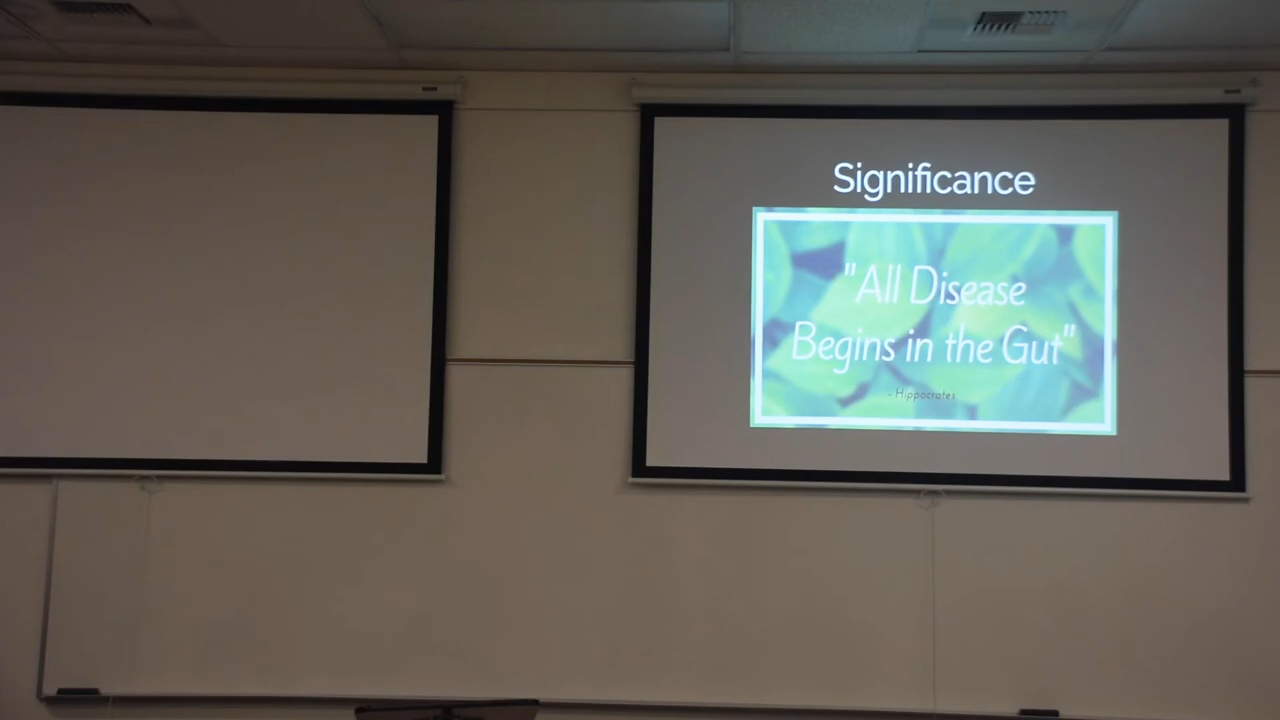 Significance
"All Disease
Begins in the Gut"
- Hippocrates